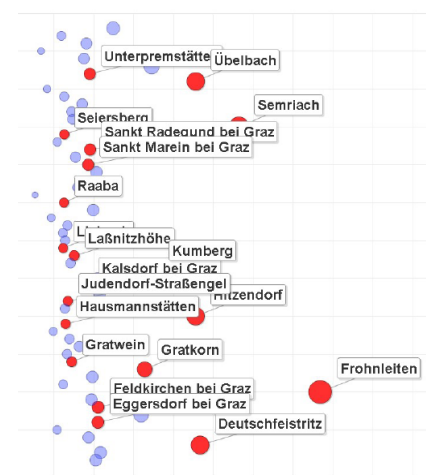 Unterpremstätte
Übelbach
Semriach
Seiersberg
Sankt Radegund bei Graz
Sankt Marein bei Graz
Raaba
Laßnitzhöhe
Kumberg
Kalsdorf bei Graz
Judendorf-Straßengel
Hitzendorf
Hausmannstätten
Gratwein
Gratkorn
Frohnleiten
Feldkirchen bei Graz
Eggersdorf bei Graz
Deutschfeistritz